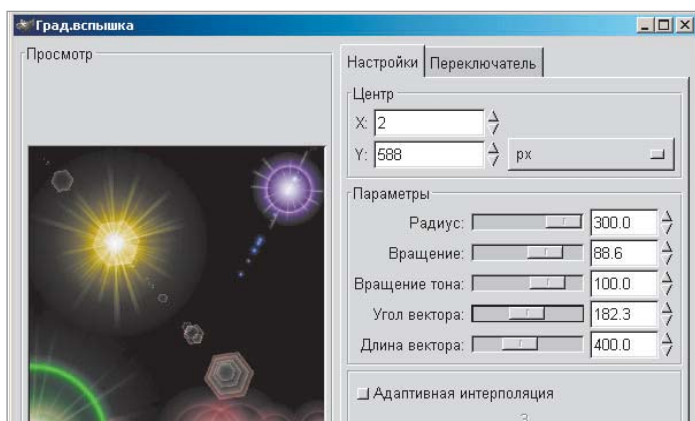 Град.вспышка
Просмотр
Настройки Переключатель
Центр
X: 2
Y: 588 px
Параметры
Радиус: 300.0
Вращение: 88.6
Вращение тона: 100.0
Угол вектора: 182.3
Длина вектора: 400.0
Адаптивная интерполяция
3